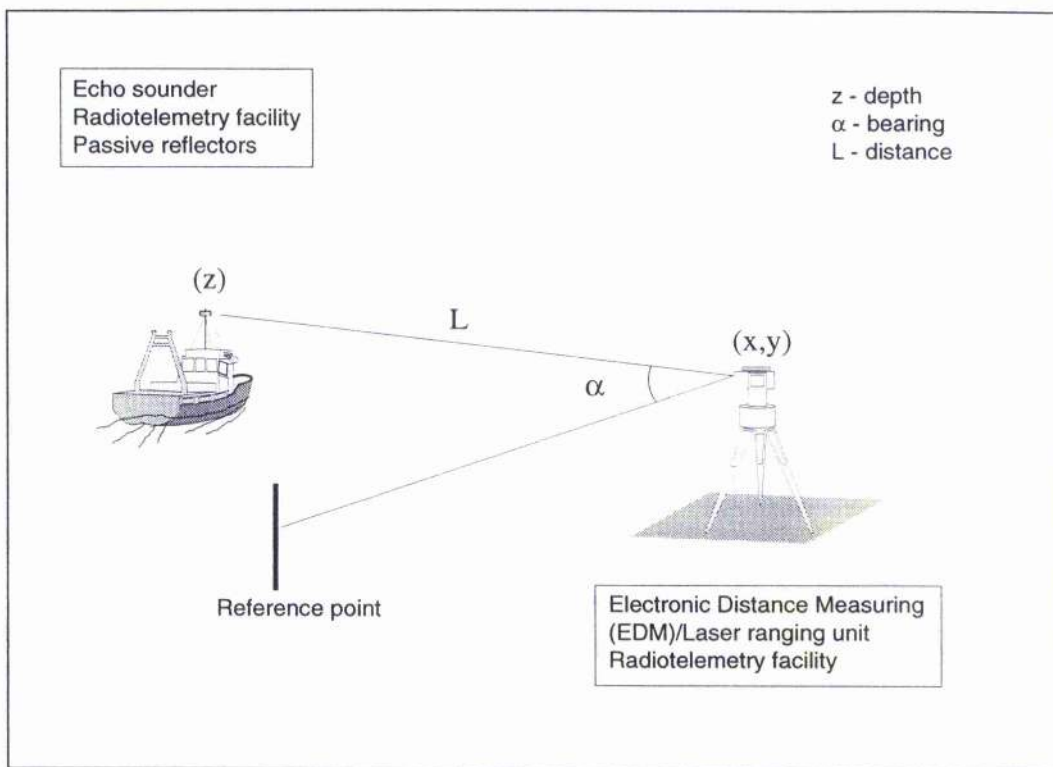 Echo sounder
Radiotelemetry facility
Passive reflectors
z - depth
α - bearing
L - distance
(z)
L
(x,y)
α
Reference point
Electronic Distance Measuring
(EDM)/Laser ranging unit
Radiotelemetry facility